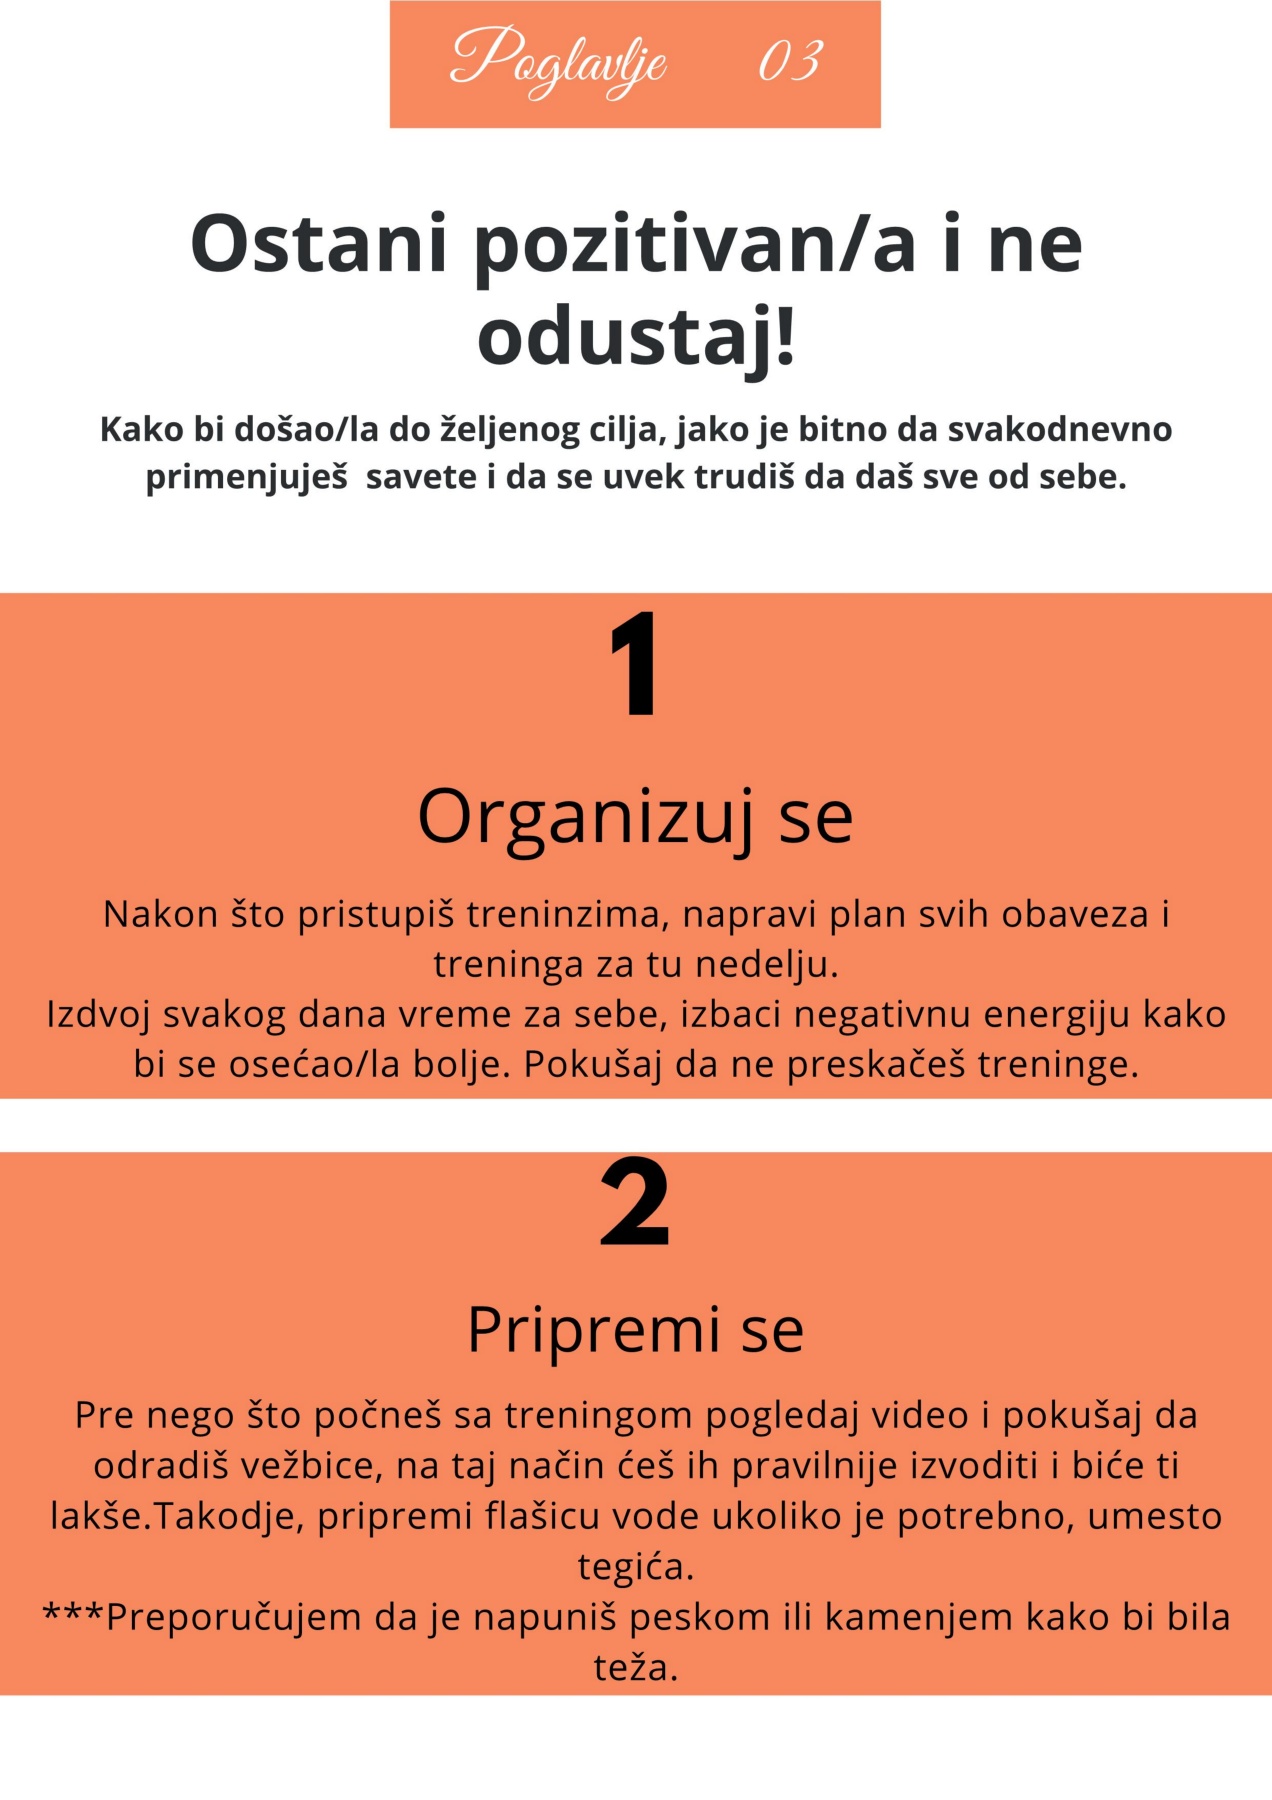 Poglavlje 03
Ostani pozitivan/a i ne
odustaj!
Kako bi došao/la do željenog cilja, jako je bitno da svakodnevno
primenjuješ  savete i da se uvek trudiš da daš sve od sebe.
1
Organizuj se
Nakon što pristupiš treninzima, napravi plan svih obaveza i
treninga za tu nedelju.
Izdvoj svakog dana vreme za sebe, izbaci negativnu energiju kako
bi se osećao/la bolje. Pokušaj da ne preskačeš treninge.
2
Pripremi se
Pre nego što počneš sa treningom pogledaj video i pokušaj da
odradiš vežbice, na taj način ćeš ih pravilnije izvoditi i biće ti
lakše.Takodje, pripremi flašicu vode ukoliko je potrebno, umesto
tegića.
***Preporučujem da je napuniš peskom ili kamenjem kako bi bila
teža.